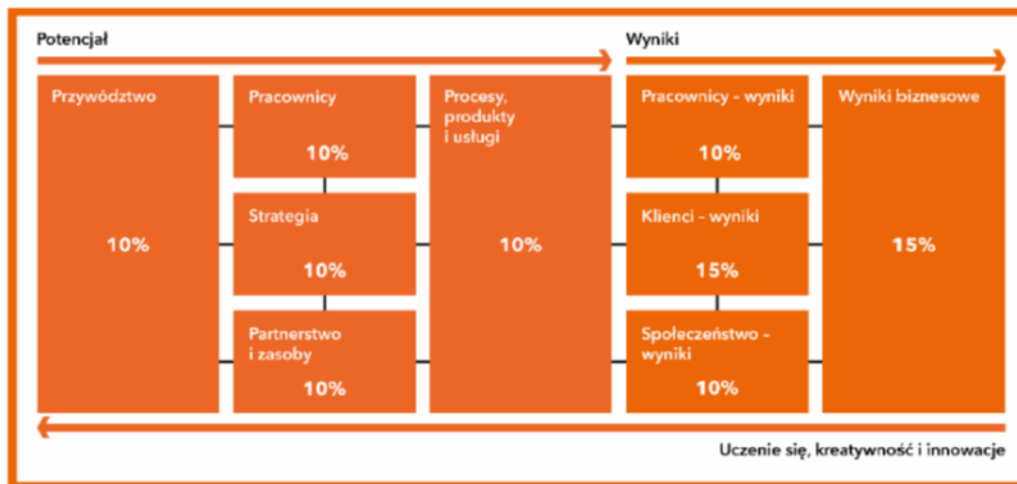 Potencjał
Wyniki
Przywództwo
10%
Pracownicy
10%
Strategia
10%
Partnerstwo
i zasoby
10%
Procesy,
produkty
i usługi
10%
Pracownicy – wyniki
10%
Klienci – wyniki
15%
Społeczeństwo –
wyniki
10%
Wyniki biznesowe
15%
Uczenie się, kreatywność i innowacje